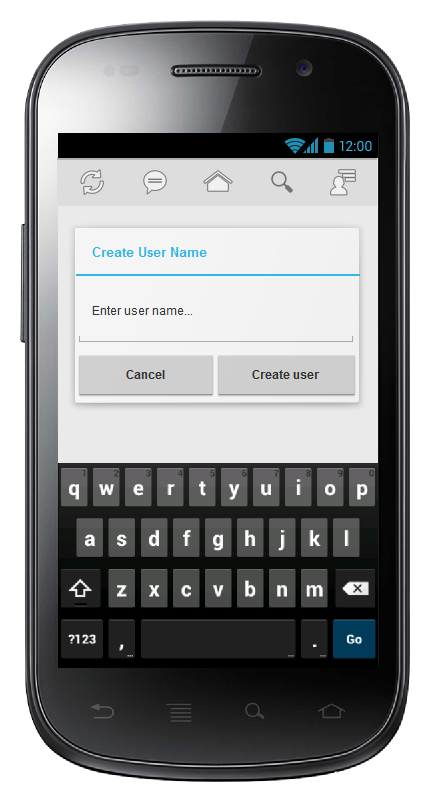 12:00
Create User Name
Enter user name...
Cancel Create user
1 2 3 4 5 6 7 8 9 0
q w e r t y u i o p
a s d f g h j k l
z x c v b n m
?123 , ... . ... Go